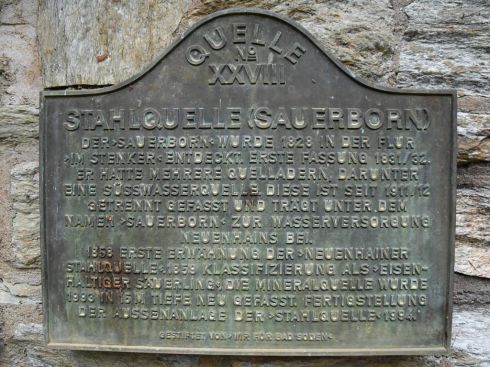 QUELLE
No
XXVIII
STAHLQUELLE (SAUERBORN)
DER >SAUERBORN< WURDE 1828 IN DER FLUR
>IM STENKER< ENTDECKT. ERSTE FASSUNG 1831/32.
ER HATTE MEHRERE QUELLADERN, DARUNTER
EINE SÜSSWASSERQUELLE. DIESE IST SEIT 1911/12
GETRENNT GEFASST UND TRÄGT UNTER DEM
NAMEN >SAUERBORN< ZUR WASSERVERSORGUNG
NEUENHAINS BEI.
1856 ERSTE ERWÄHNUNG DER >NEUENHAINER
STAHLQUELLE<. 1858 KLASSIFIZIERUNG ALS >EISEN-
HALTIGER SÄUERLING<. DIE MINERALQUELLE WURDE
1993 IN 15 M TIEFE NEU GEFASST. FERTIGSTELLUNG
DER AUSSENANLAGE DER >STAHLQUELLE< 1994.
GESTIFTET VON >WIR FÜR BAD SODEN<